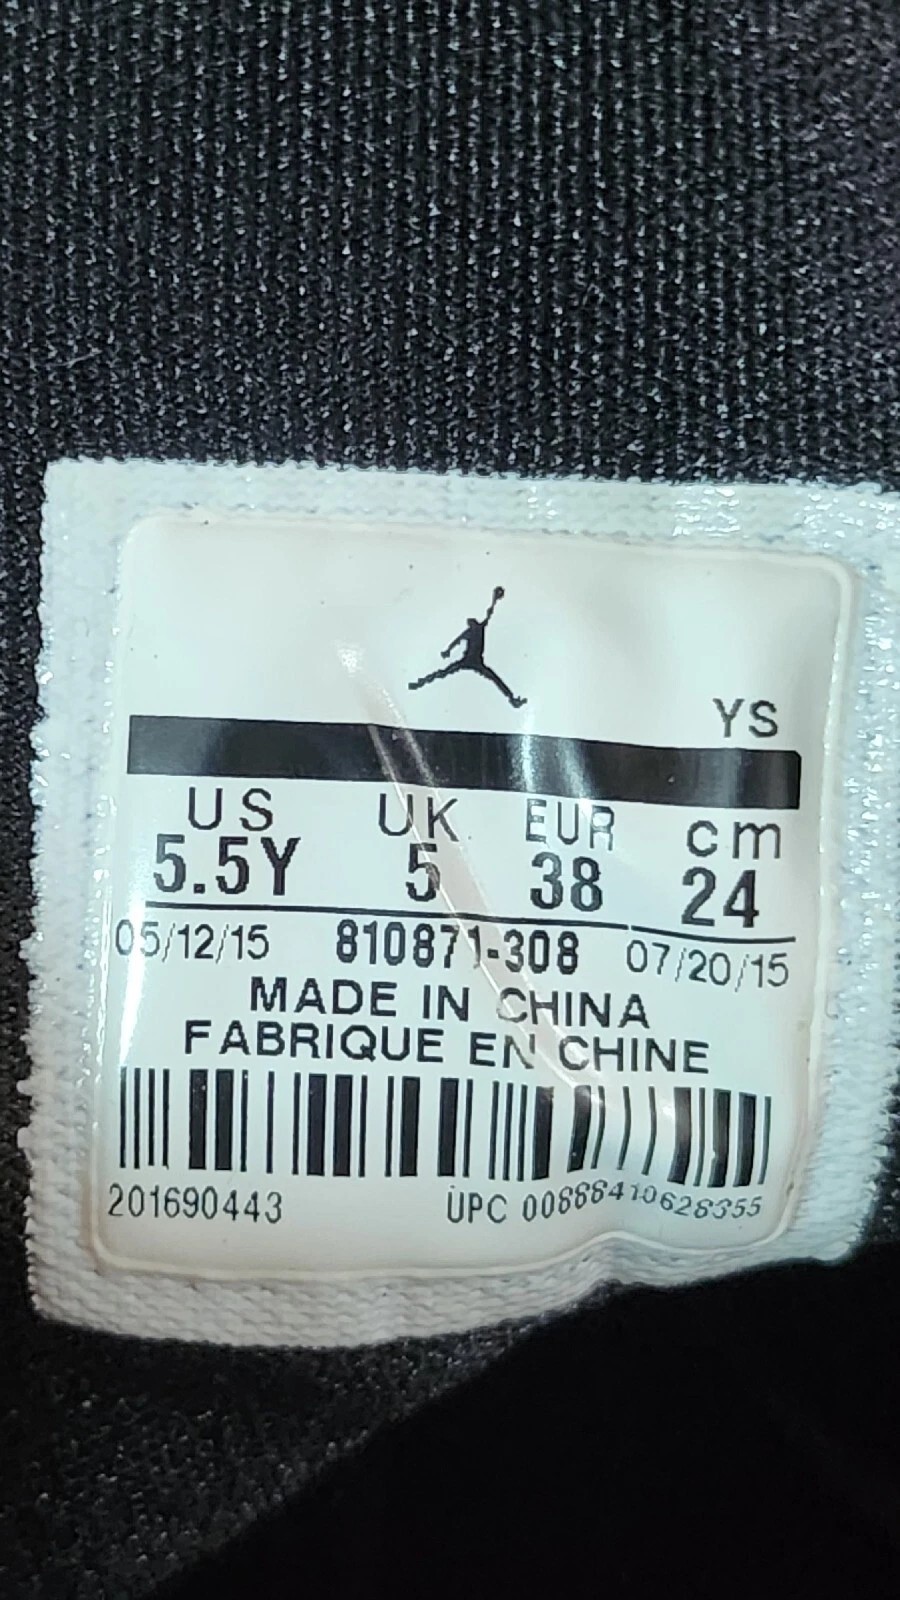 YS
US UK EUR cm
5.5Y 5 38 24
05/12/15 810871-308 07/20/15
MADE IN CHINA
FABRIQUE EN CHINE
201690443 UPC 00888410628355